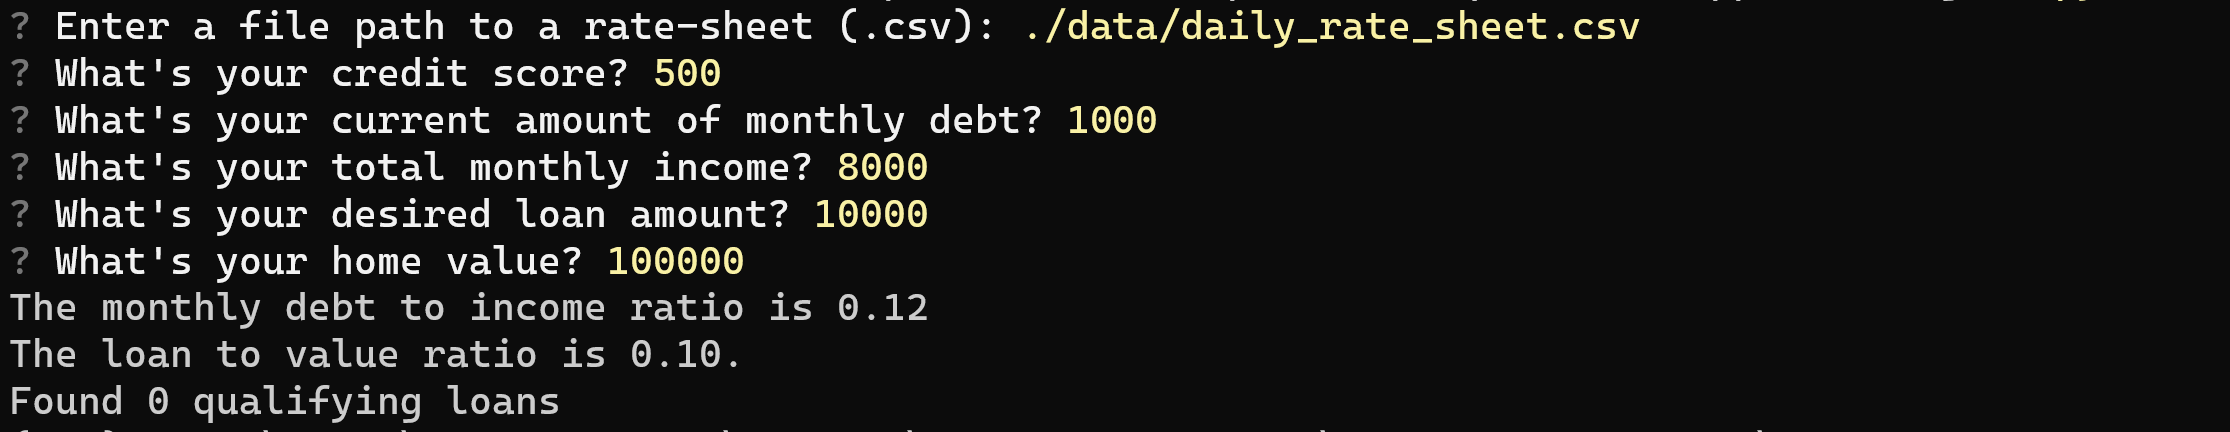 ? Enter a file path to a rate-sheet (.csv): ./data/daily_rate_sheet.csv
? What's your credit score? 500
? What's your current amount of monthly debt? 1000
? What's your total monthly income? 8000
? What's your desired loan amount? 10000
? What's your home value? 100000
The monthly debt to income ratio is 0.12
The loan to value ratio is 0.10.
Found 0 qualifying loans